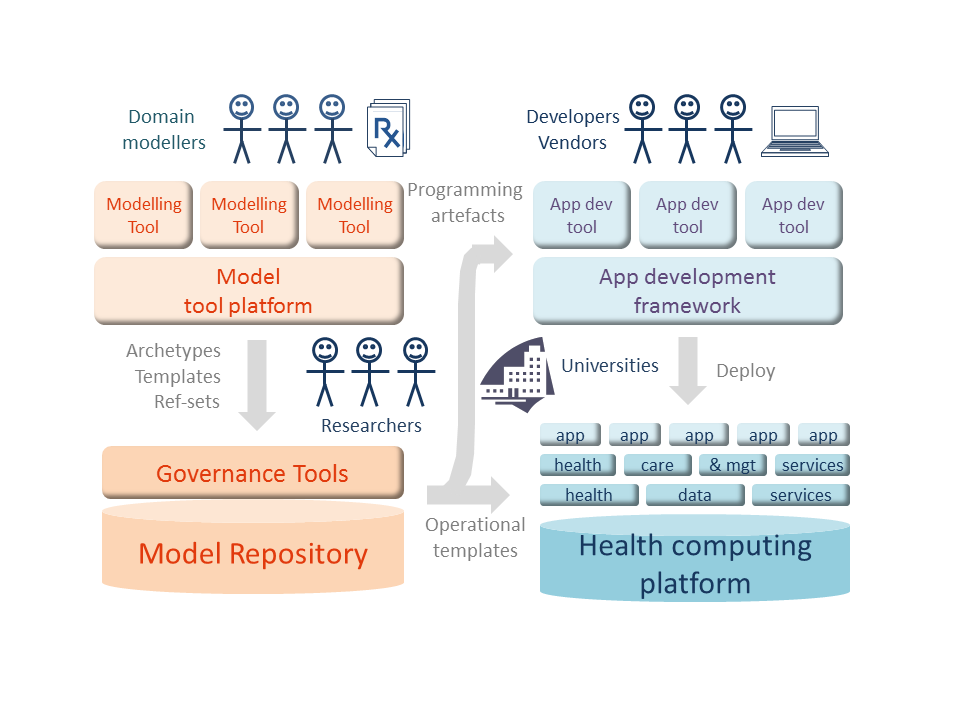 Domain
modellers
Rx
Developers
Vendors
Modelling
Tool
Modelling
Tool
Modelling
Tool
Programming
artefacts
App dev
tool
App dev
tool
App dev
tool
Model
tool platform
App development
framework
Archetypes
Templates
Ref-sets
Researchers
Universities
Deploy
app
app
app
app
app
health
care
& mgt
services
health
data
services
Governance Tools
Model Repository
Operational
templates
Health computing
platform